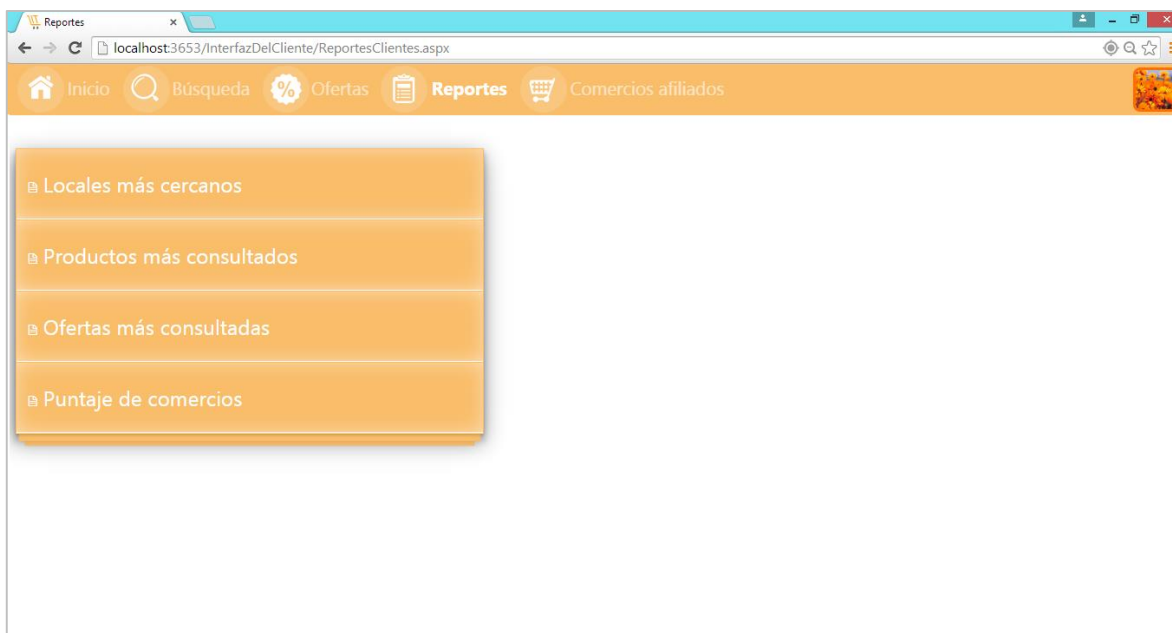 Reportes
localhost:3653/InterfazDelCliente/ReportesClientes.aspx
Inicio Búsqueda % Ofertas Reportes Comercios afiliados
Locales más cercanos
Productos más consultados
Ofertas más consultadas
Puntaje de comercios